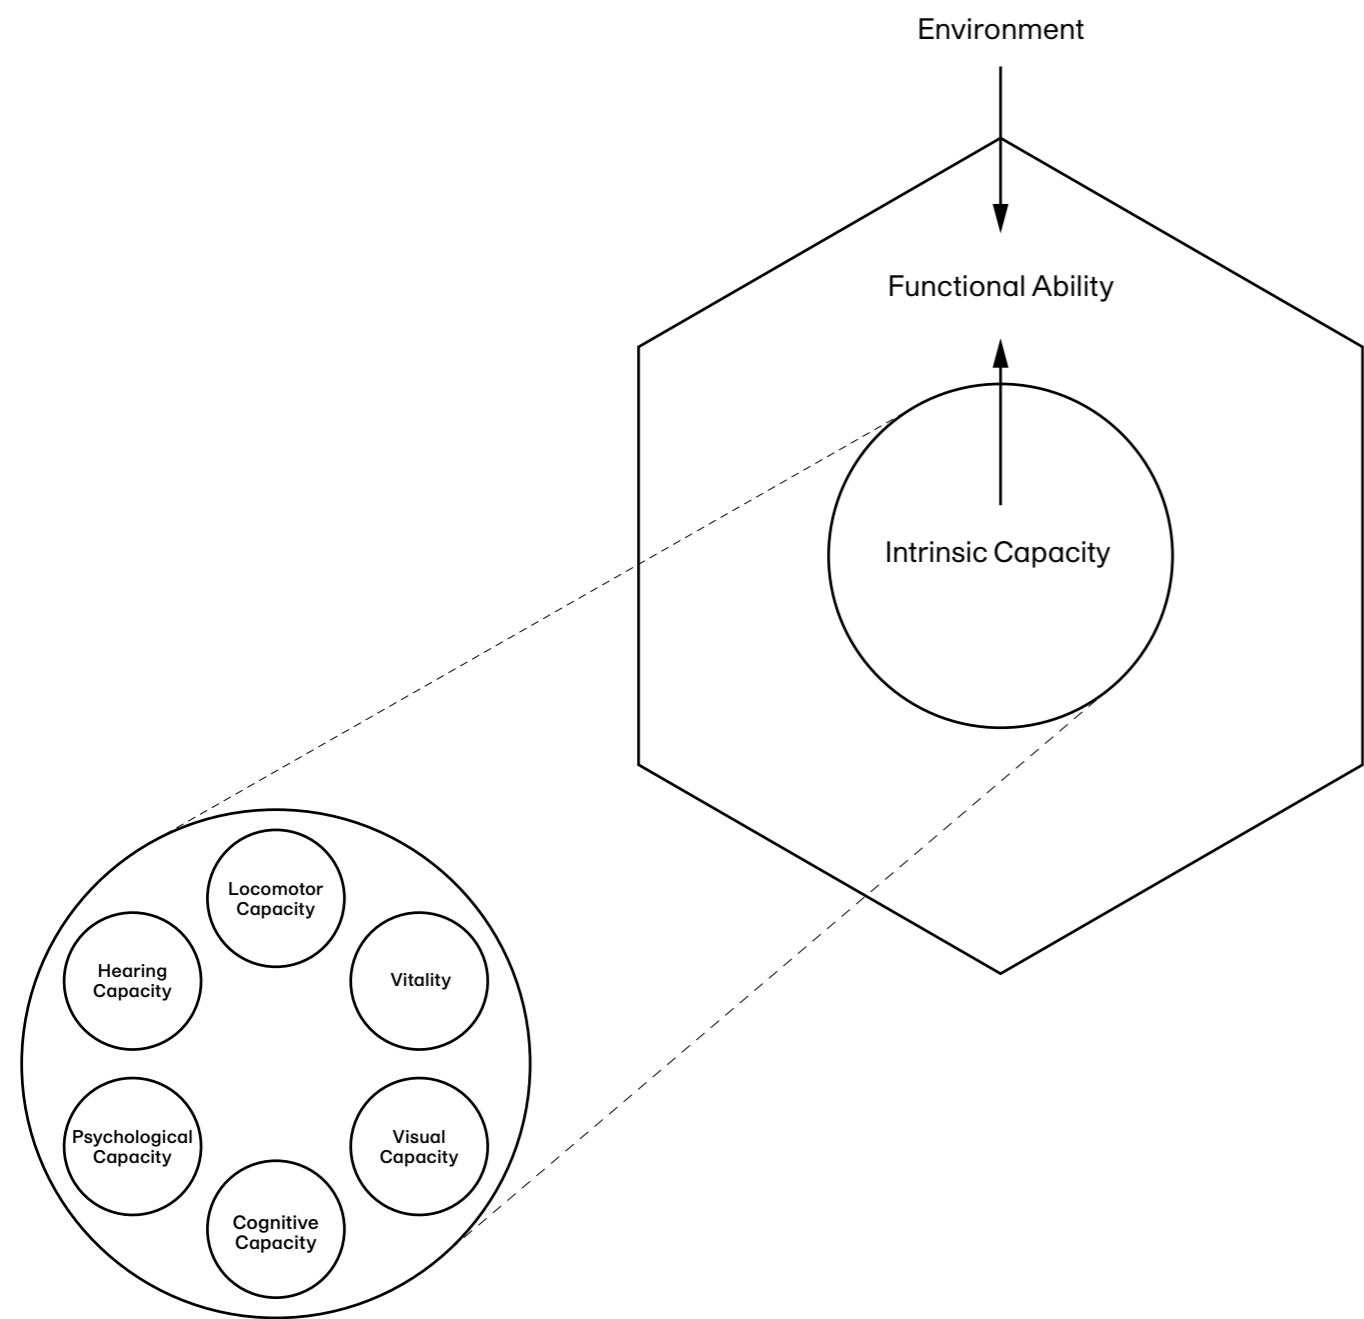 Environment
Functional Ability
Intrinsic Capacity
Locomotor
Capacity
Hearing
Capacity
Vitality
Psychological
Capacity
Visual
Capacity
Cognitive
Capacity